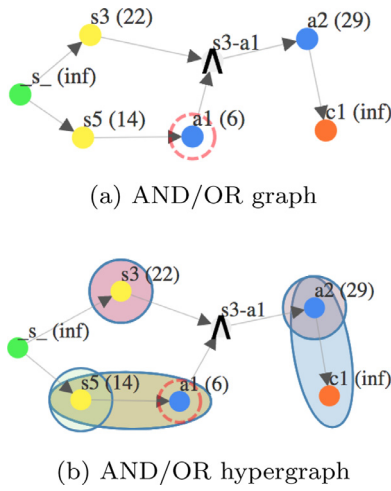 s3 (22)
s3-a1
a2 (29)
_s_ (inf)
∧
s5 (14)
a1 (6)
c1 (inf)
(a) AND/OR graph
s3 (22)
s3-a1
a2 (29)
_s_ (inf)
∧
s5 (14)
a1 (6)
c1 (inf)
(b) AND/OR hypergraph